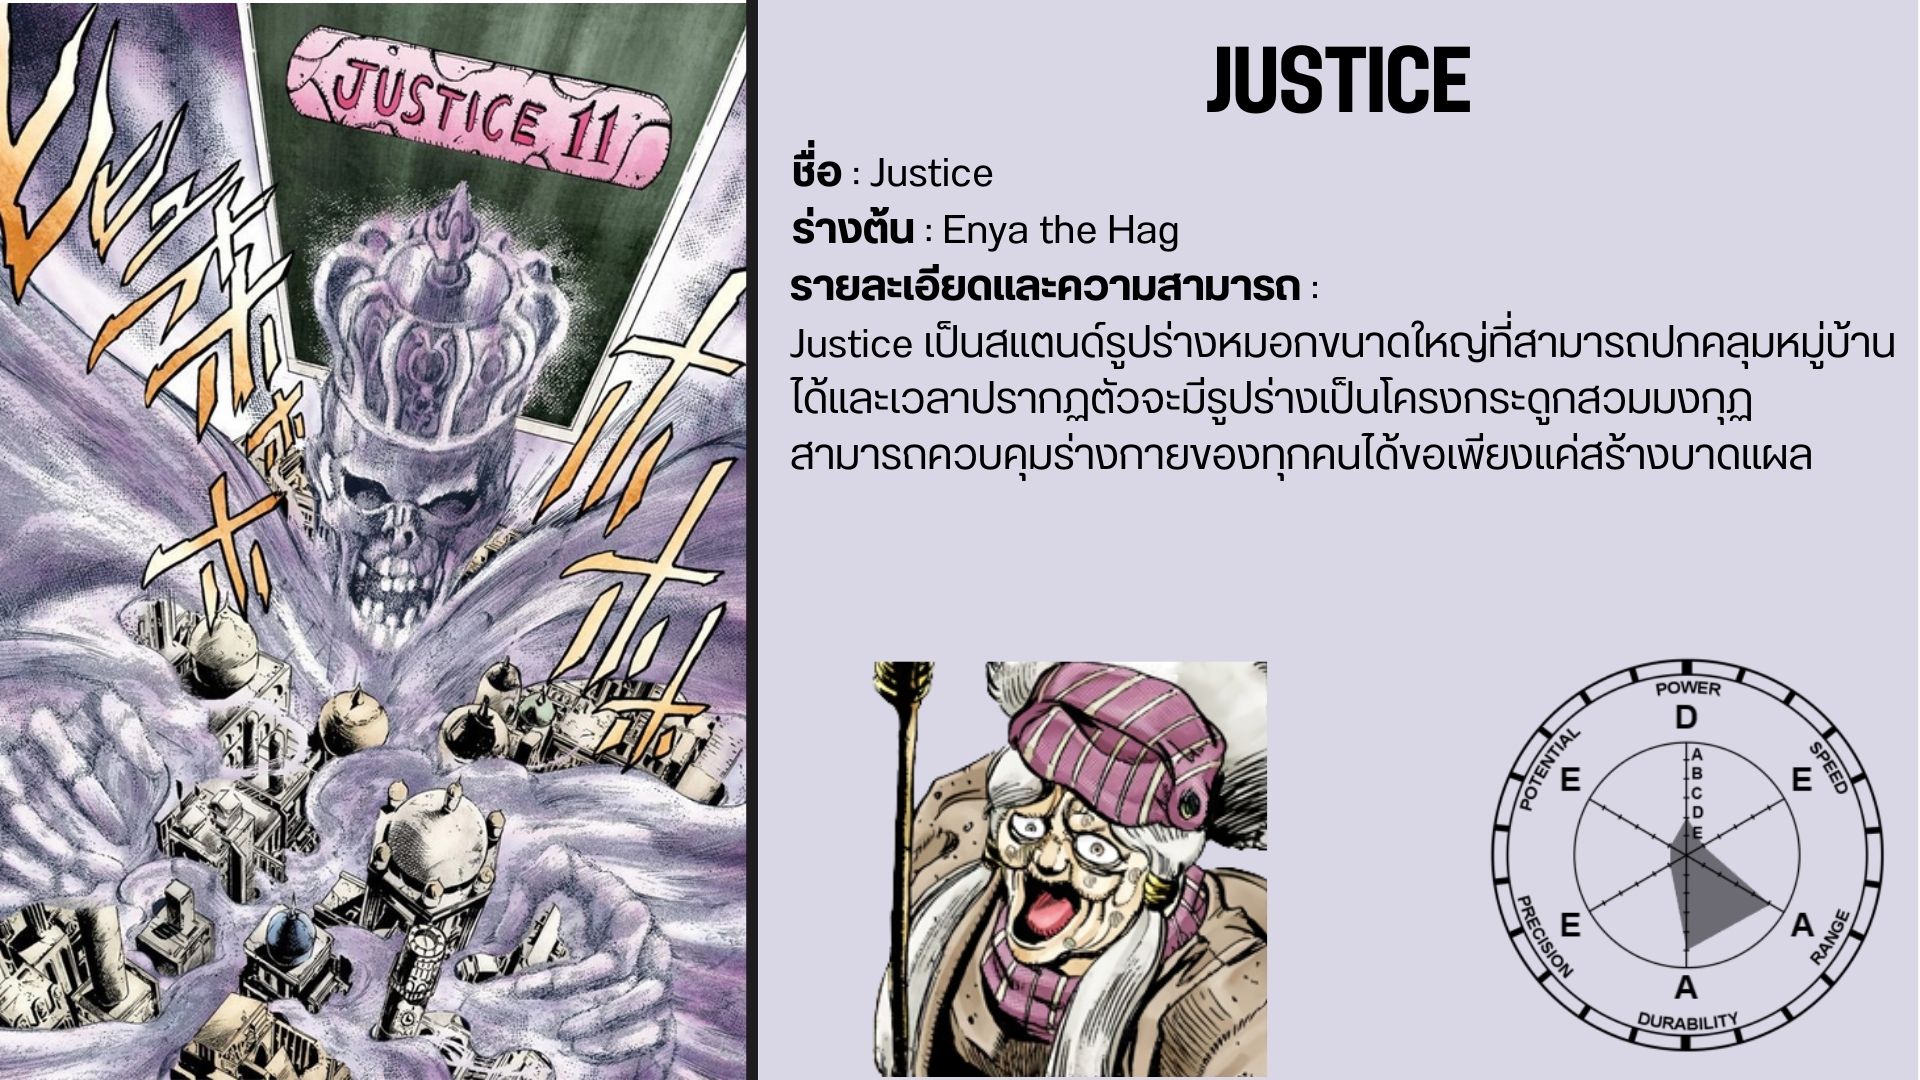 JUSTICE 11
JUSTICE
ชื่อ : Justice
ร่างต้น : Enya the Hag
รายละเอียดและความสามารถ :
Justice เป็นสแตนด์รูปร่างหมอกขนาดใหญ่ที่สามารถปกคลุมหมู่บ้าน
ได้และเวลาปรากฏตัวจะมีรูปร่างเป็นโครงกระดูกสวมมงกุฏ
สามารถควบคุมร่างกายของทุกคนได้ขอเพียงแค่สร้างบาดแผล
POWER
D
POTENTIAL
E
SPEED
E
A
B
C
D
E
PRECISION
E
RANGE
A
A
DURABILITY